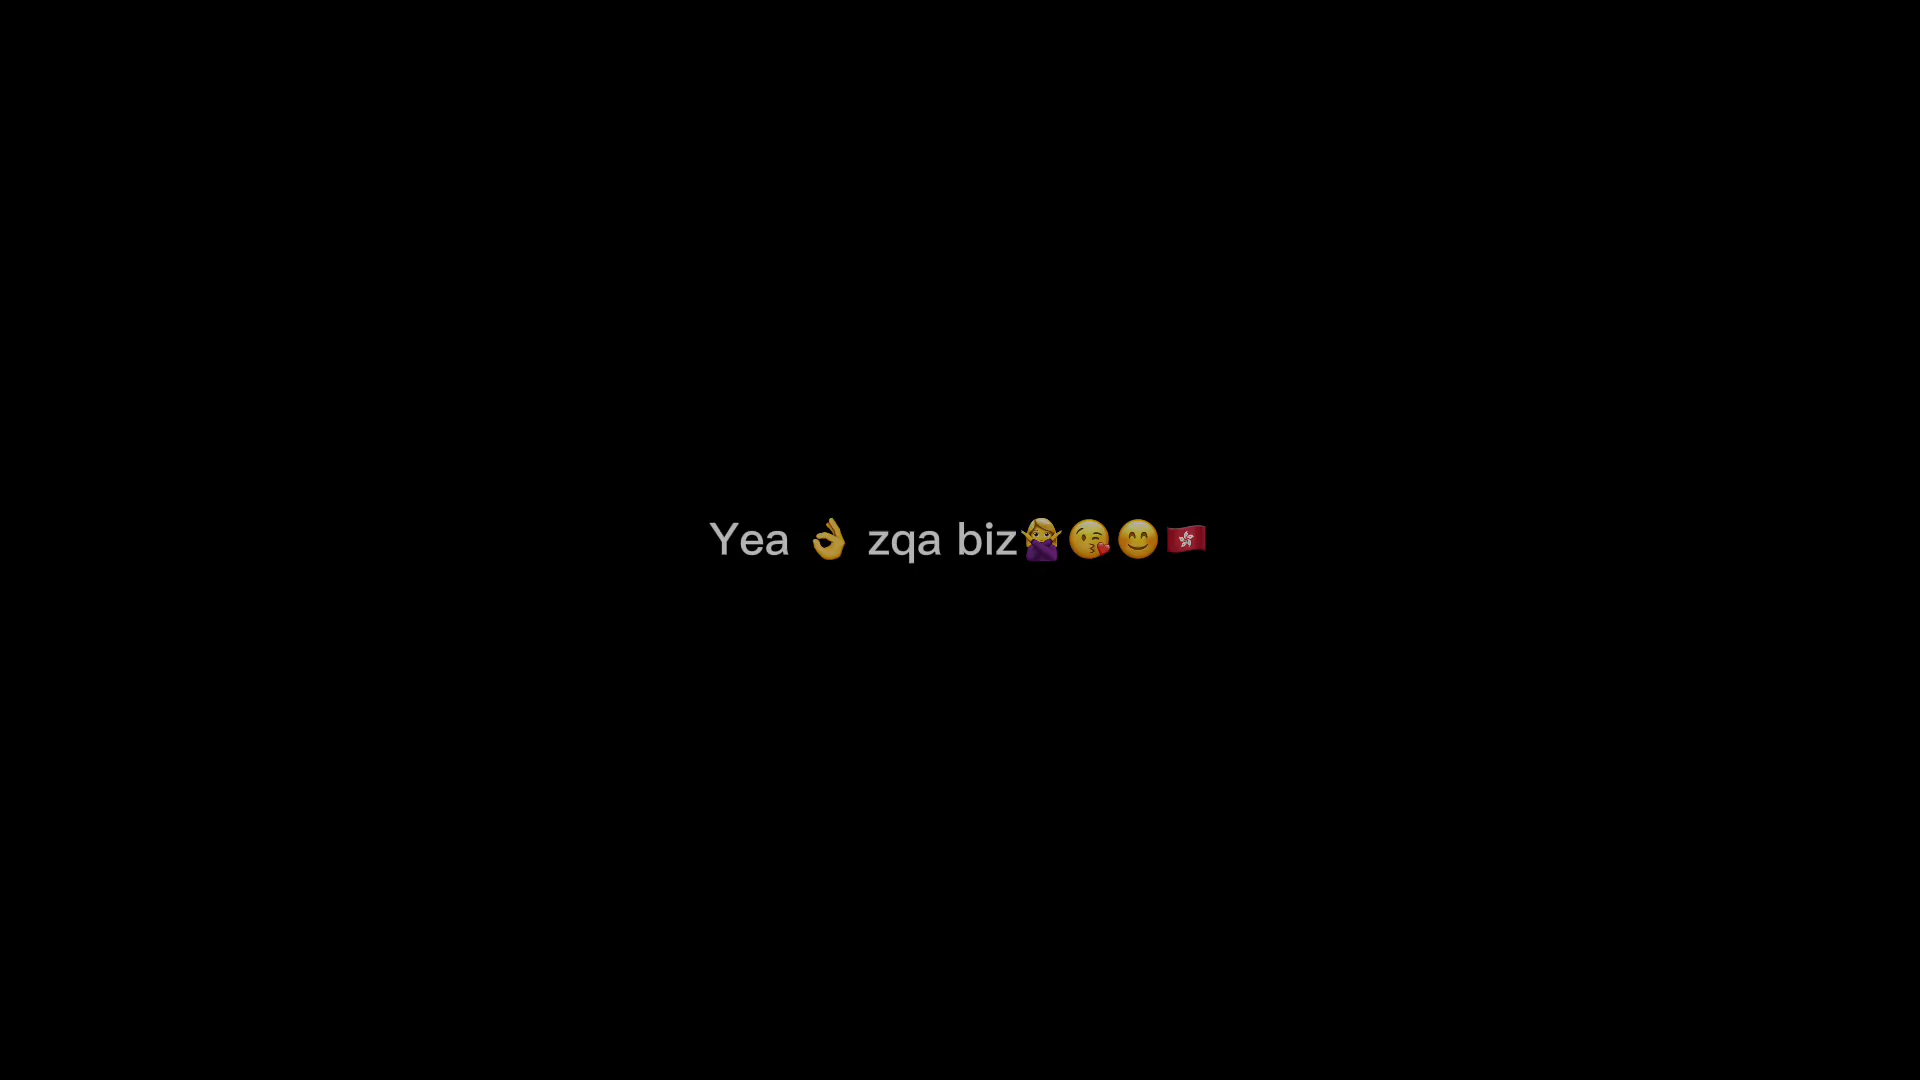 Yea 👌 zqa biz🙅‍♀️😘😊🇭🇰